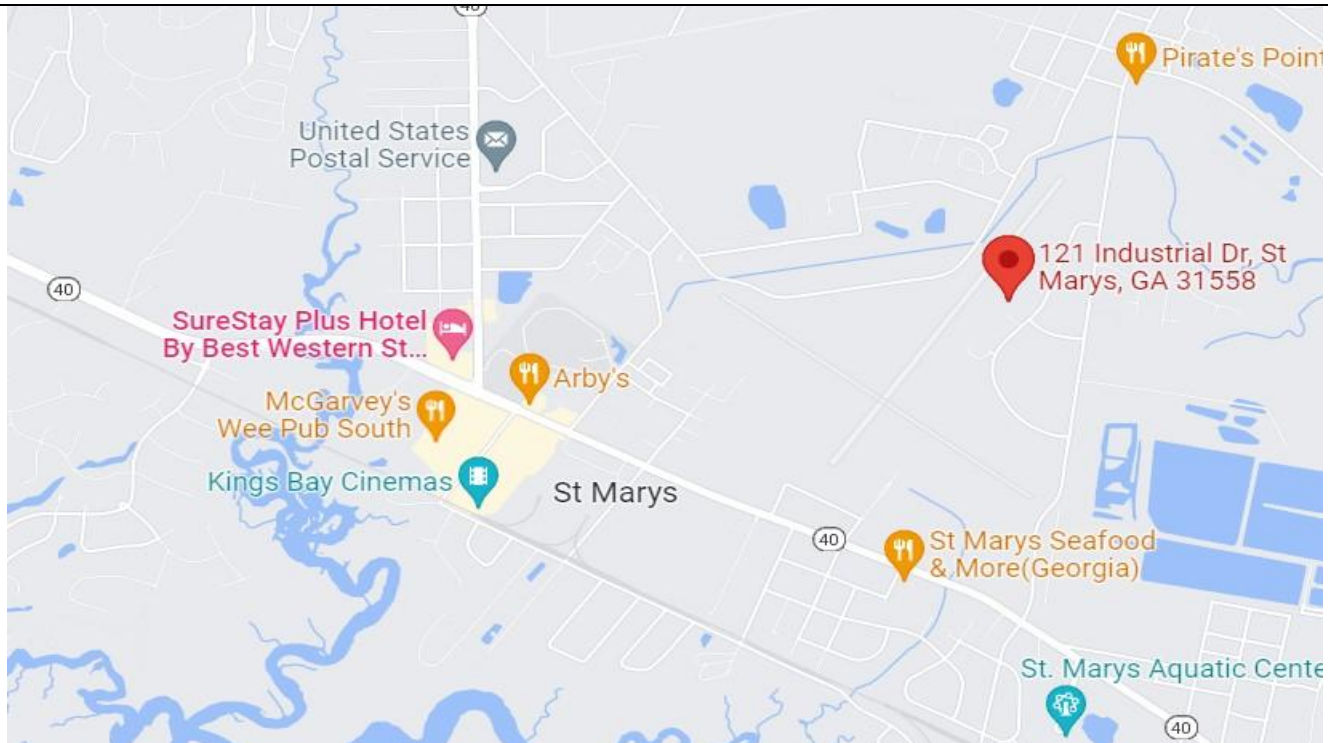 40
Pirate's Point
United States
Postal Service
121 Industrial Dr, St
Marys, GA 31558
40
SureStay Plus Hotel
By Best Western St...
Arby's
McGarvey's
Wee Pub South
Kings Bay Cinemas
St Marys
40
St Marys Seafood
& More(Georgia)
St. Marys Aquatic Cente
40